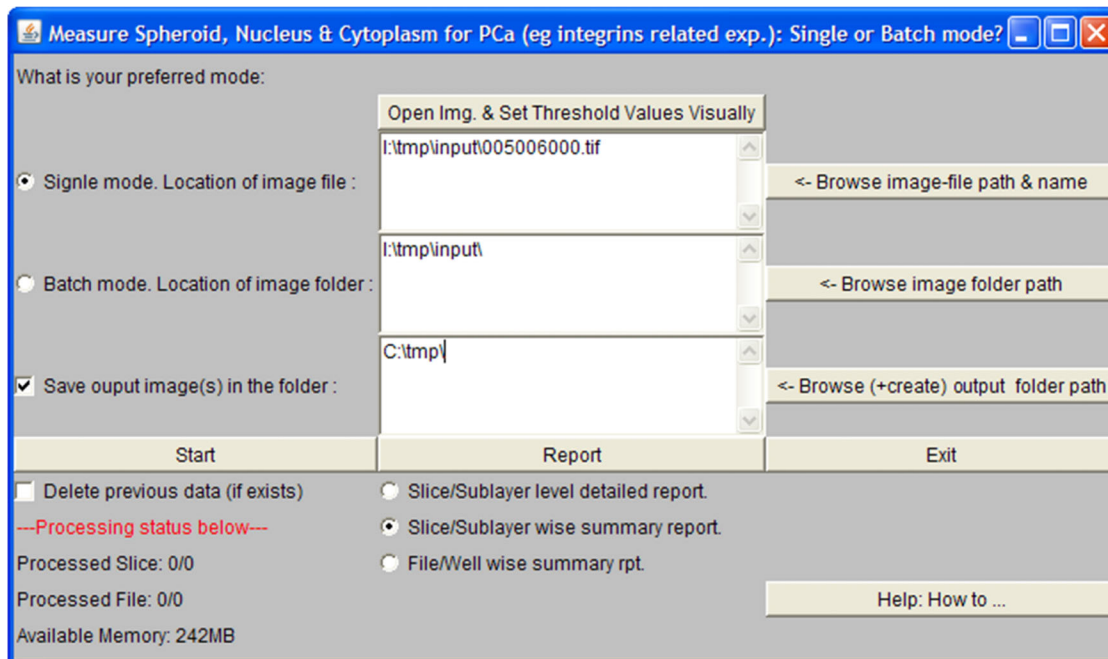 Measure Spheroid, Nucleus & Cytoplasm for PCa (eg integrins related exp.): Single or Batch mode?
What is your preferred mode:
Open Img. & Set Threshold Values Visually
I:\tmp\input\005006000.tif
Signle mode. Location of image file :
<- Browse image-file path & name
I:\tmp\input\
Batch mode. Location of image folder :
<- Browse image folder path
C:\tmp\
Save ouput image(s) in the folder :
<- Browse (+create) output folder path
Start
Report
Exit
Delete previous data (if exists)
Slice/Sublayer level detailed report.
---Processing status below---
Slice/Sublayer wise summary report.
Processed Slice: 0/0
File/Well wise summary rpt.
Processed File: 0/0
Help: How to ...
Available Memory: 242MB